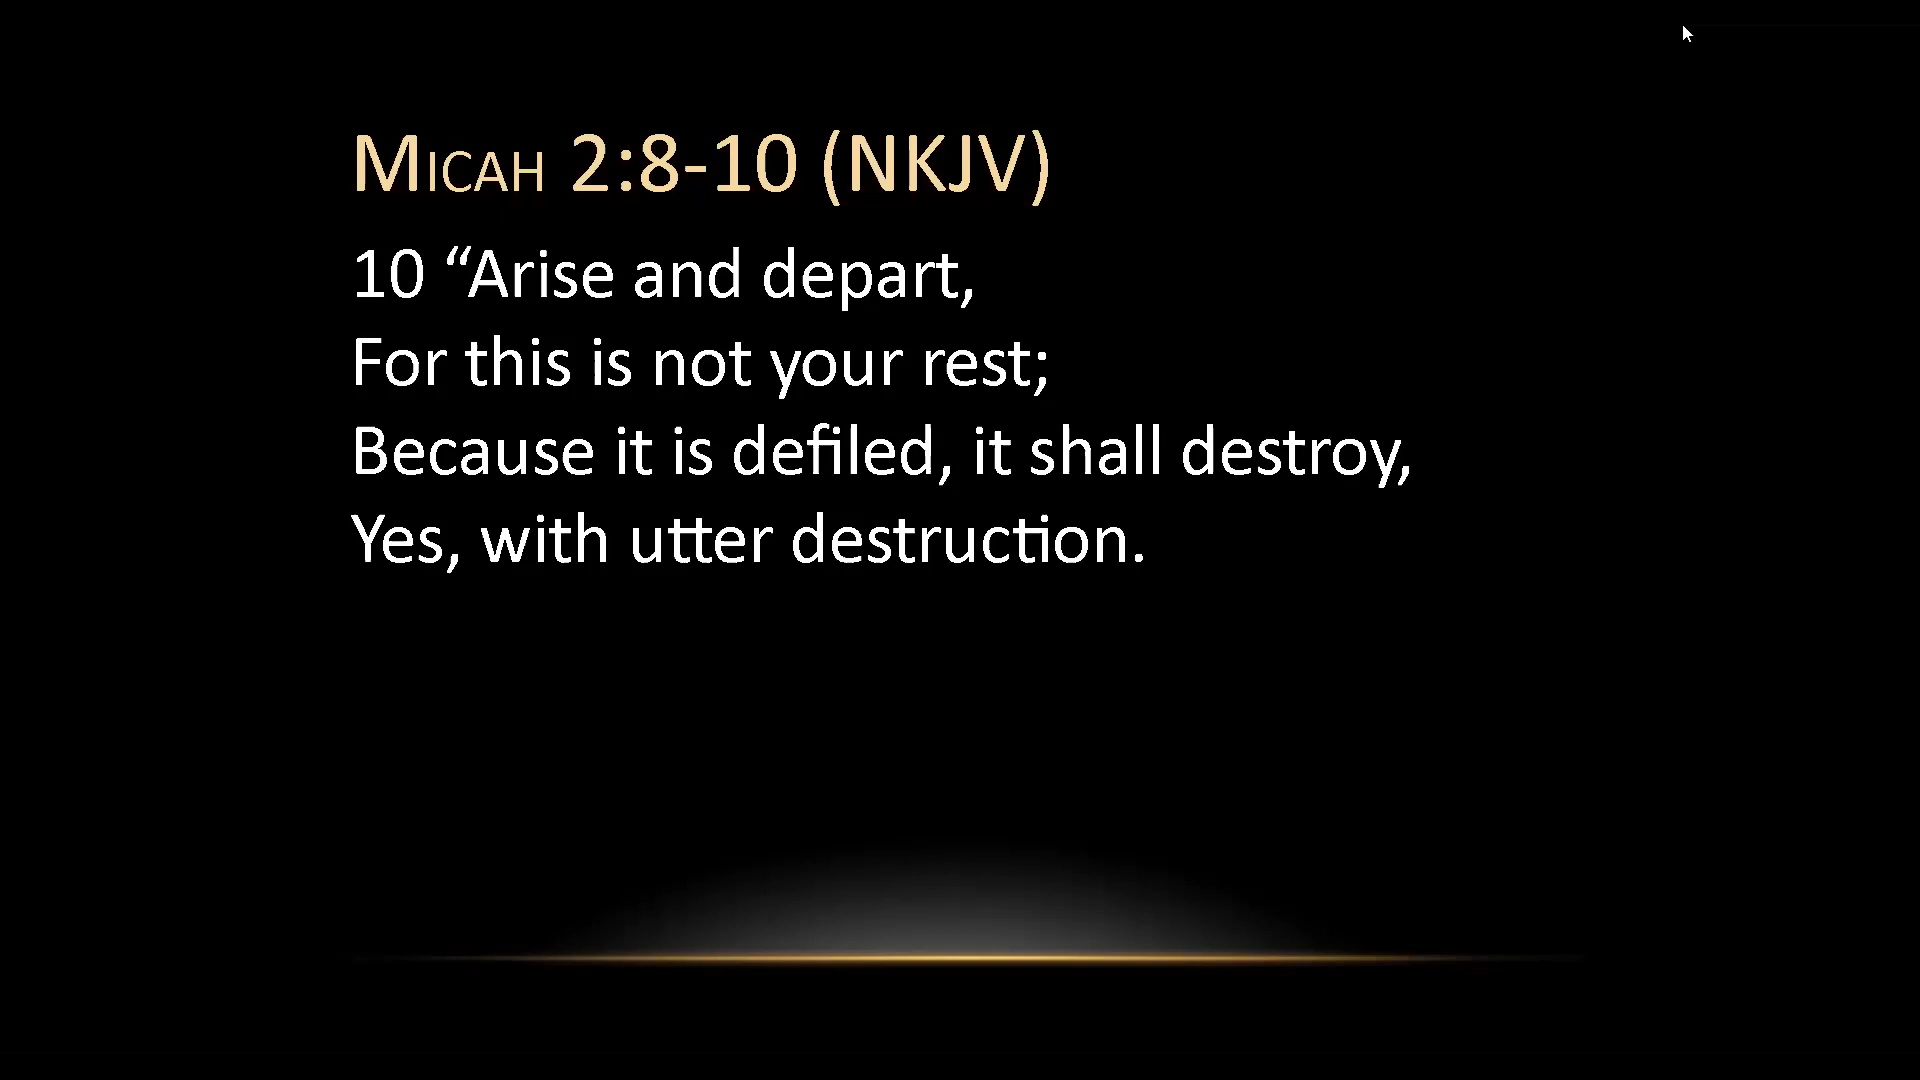 Micah 2:8-10 (NKJV)
10 “Arise and depart,
For this is not your rest;
Because it is defiled, it shall destroy,
Yes, with utter destruction.